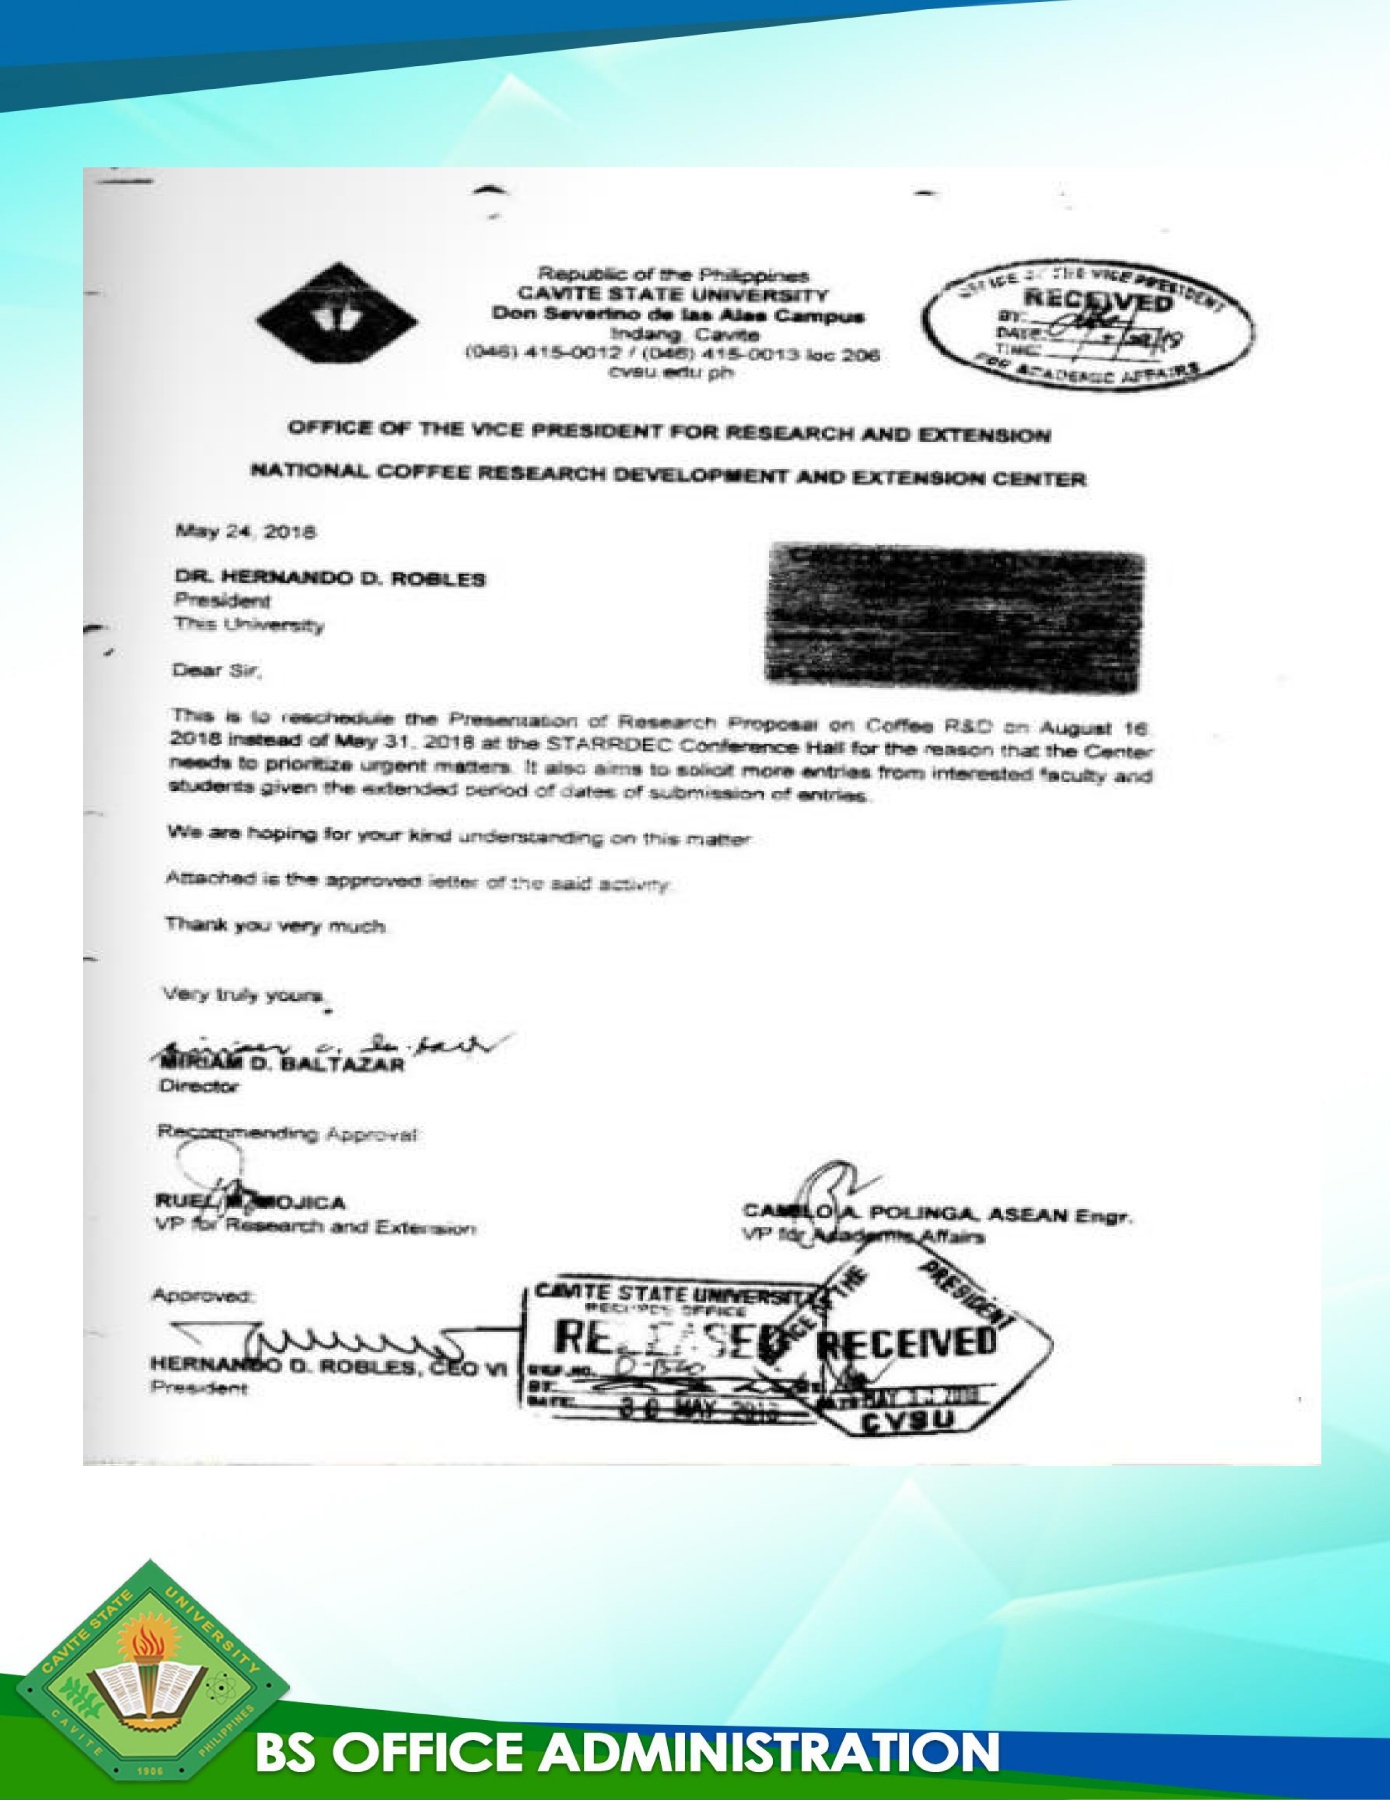 Republic of the Philippines
CAVITE STATE UNIVERSITY
Don Severino de las Alas Campus
Indang, Cavite
(046) 415-0012 / (046) 415-0013 loc 206
cvsu.edu.ph
OFFICE OF THE VICE PRESIDENT
RECEIVED
BY:
DATE:
TIME:
FOR ACADEMIC AFFAIRS
OFFICE OF THE VICE PRESIDENT FOR RESEARCH AND EXTENSION
NATIONAL COFFEE RESEARCH DEVELOPMENT AND EXTENSION CENTER
May 24, 2018
DR. HERNANDO D. ROBLES
President
This University
Dear Sir,
This is to reschedule the Presentation of Research Proposal on Coffee R&D on August 16,
2018 instead of May 31, 2018 at the STARRDEC Conference Hall for the reason that the Center
needs to prioritize urgent matters. It also aims to solicit more entries from interested faculty and
students given the extended period of dates of submission of entries.
We are hoping for your kind understanding on this matter.
Attached is the approved letter of the said activity.
Thank you very much.
Very truly yours,
MIRIAM D. BALTAZAR
Director
Recommending Approval:
RUEL M. MOJICA
VP for Research and Extension
CAMILO A. POLINGA, ASEAN Engr.
VP for Academic Affairs
Approved:
HERNANDO D. ROBLES, CEO VI
President
CAVITE STATE UNIVERSITY
RECORDS OFFICE
RELEASED
REF. NO.
BY:
DATE: 30 MAY 2018
OFFICE OF THE PRESIDENT
RECEIVED
CVSU
CAVITE STATE UNIVERSITY
CAVITE PHILIPPINES
1906
BS OFFICE ADMINISTRATION